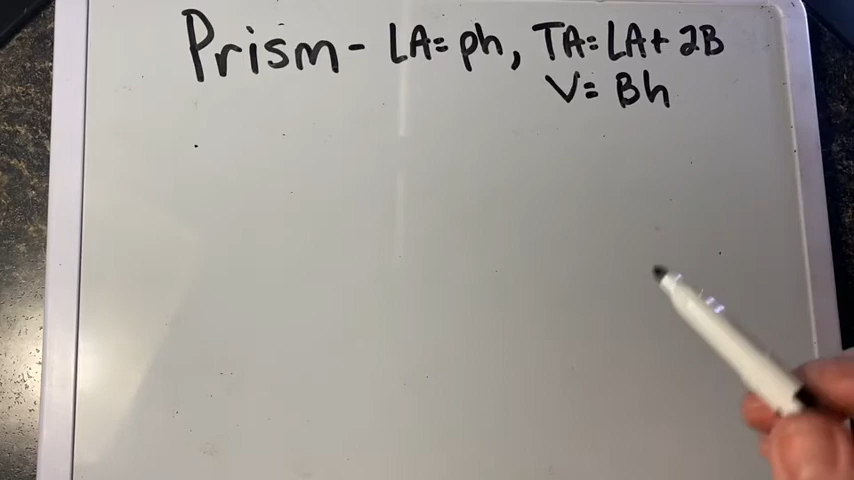 Prism - LA = ph, TA = LA + 2B
V = Bh